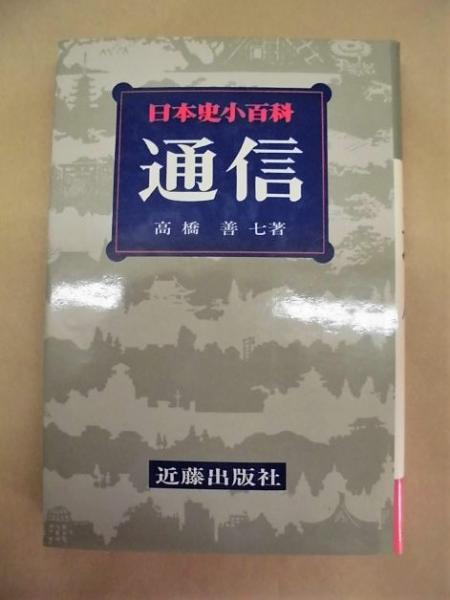 日本史小百科
通信
高橋善七著
近藤出版社